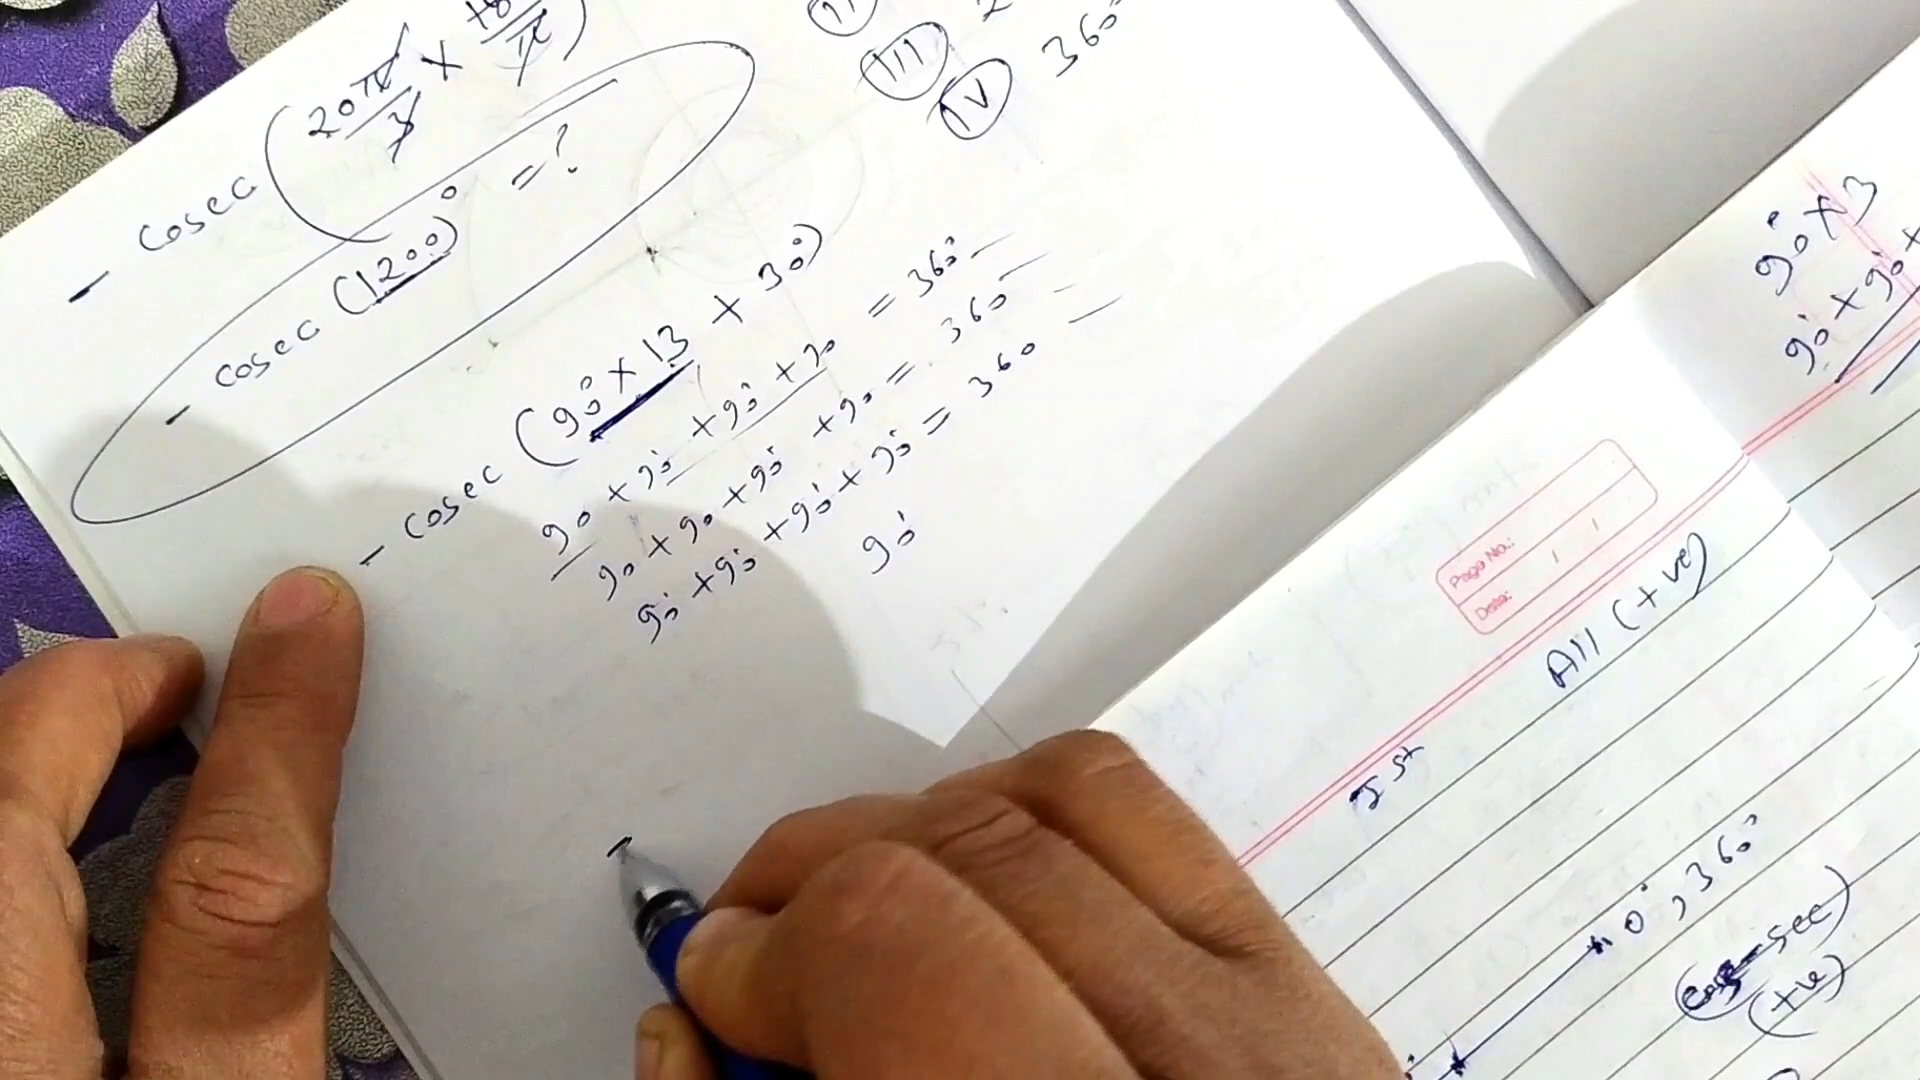 - cosec (20π/3 × 180/π)
- cosec (1200)° = ?
- cosec (90° × 13 + 30°)
90 + 90° + 90° + 90 = 360°
90 + 90 + 90° + 90 = 360°
90° + 90° + 90° + 90° = 360
90°
III
IV 360°
90° × 3
90° × 90° +
Page No.:
Date:
Ist All (+ve)
0°, 360°
sec)
(+ve)